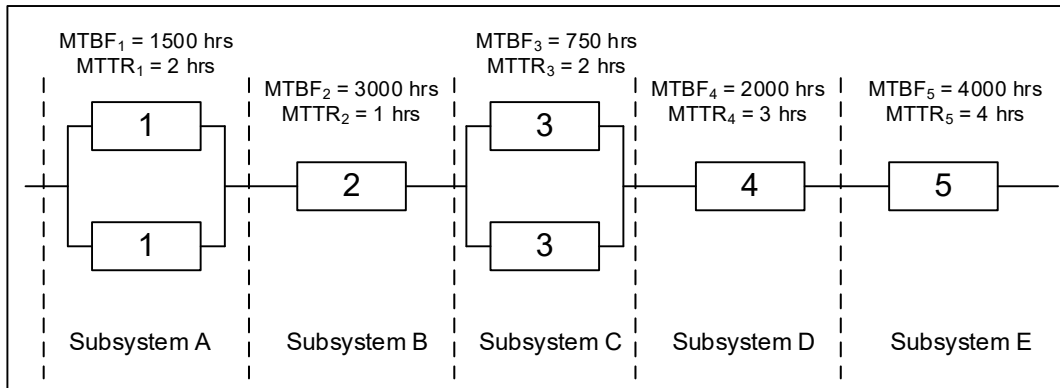 MTBF₁ = 1500 hrs
MTTR₁ = 2 hrs
MTBF₂ = 3000 hrs
MTTR₂ = 1 hrs
MTBF₃ = 750 hrs
MTTR₃ = 2 hrs
MTBF₄ = 2000 hrs
MTTR₄ = 3 hrs
MTBF₅ = 4000 hrs
MTTR₅ = 4 hrs
1
1
2
3
3
4
5
Subsystem A
Subsystem B
Subsystem C
Subsystem D
Subsystem E